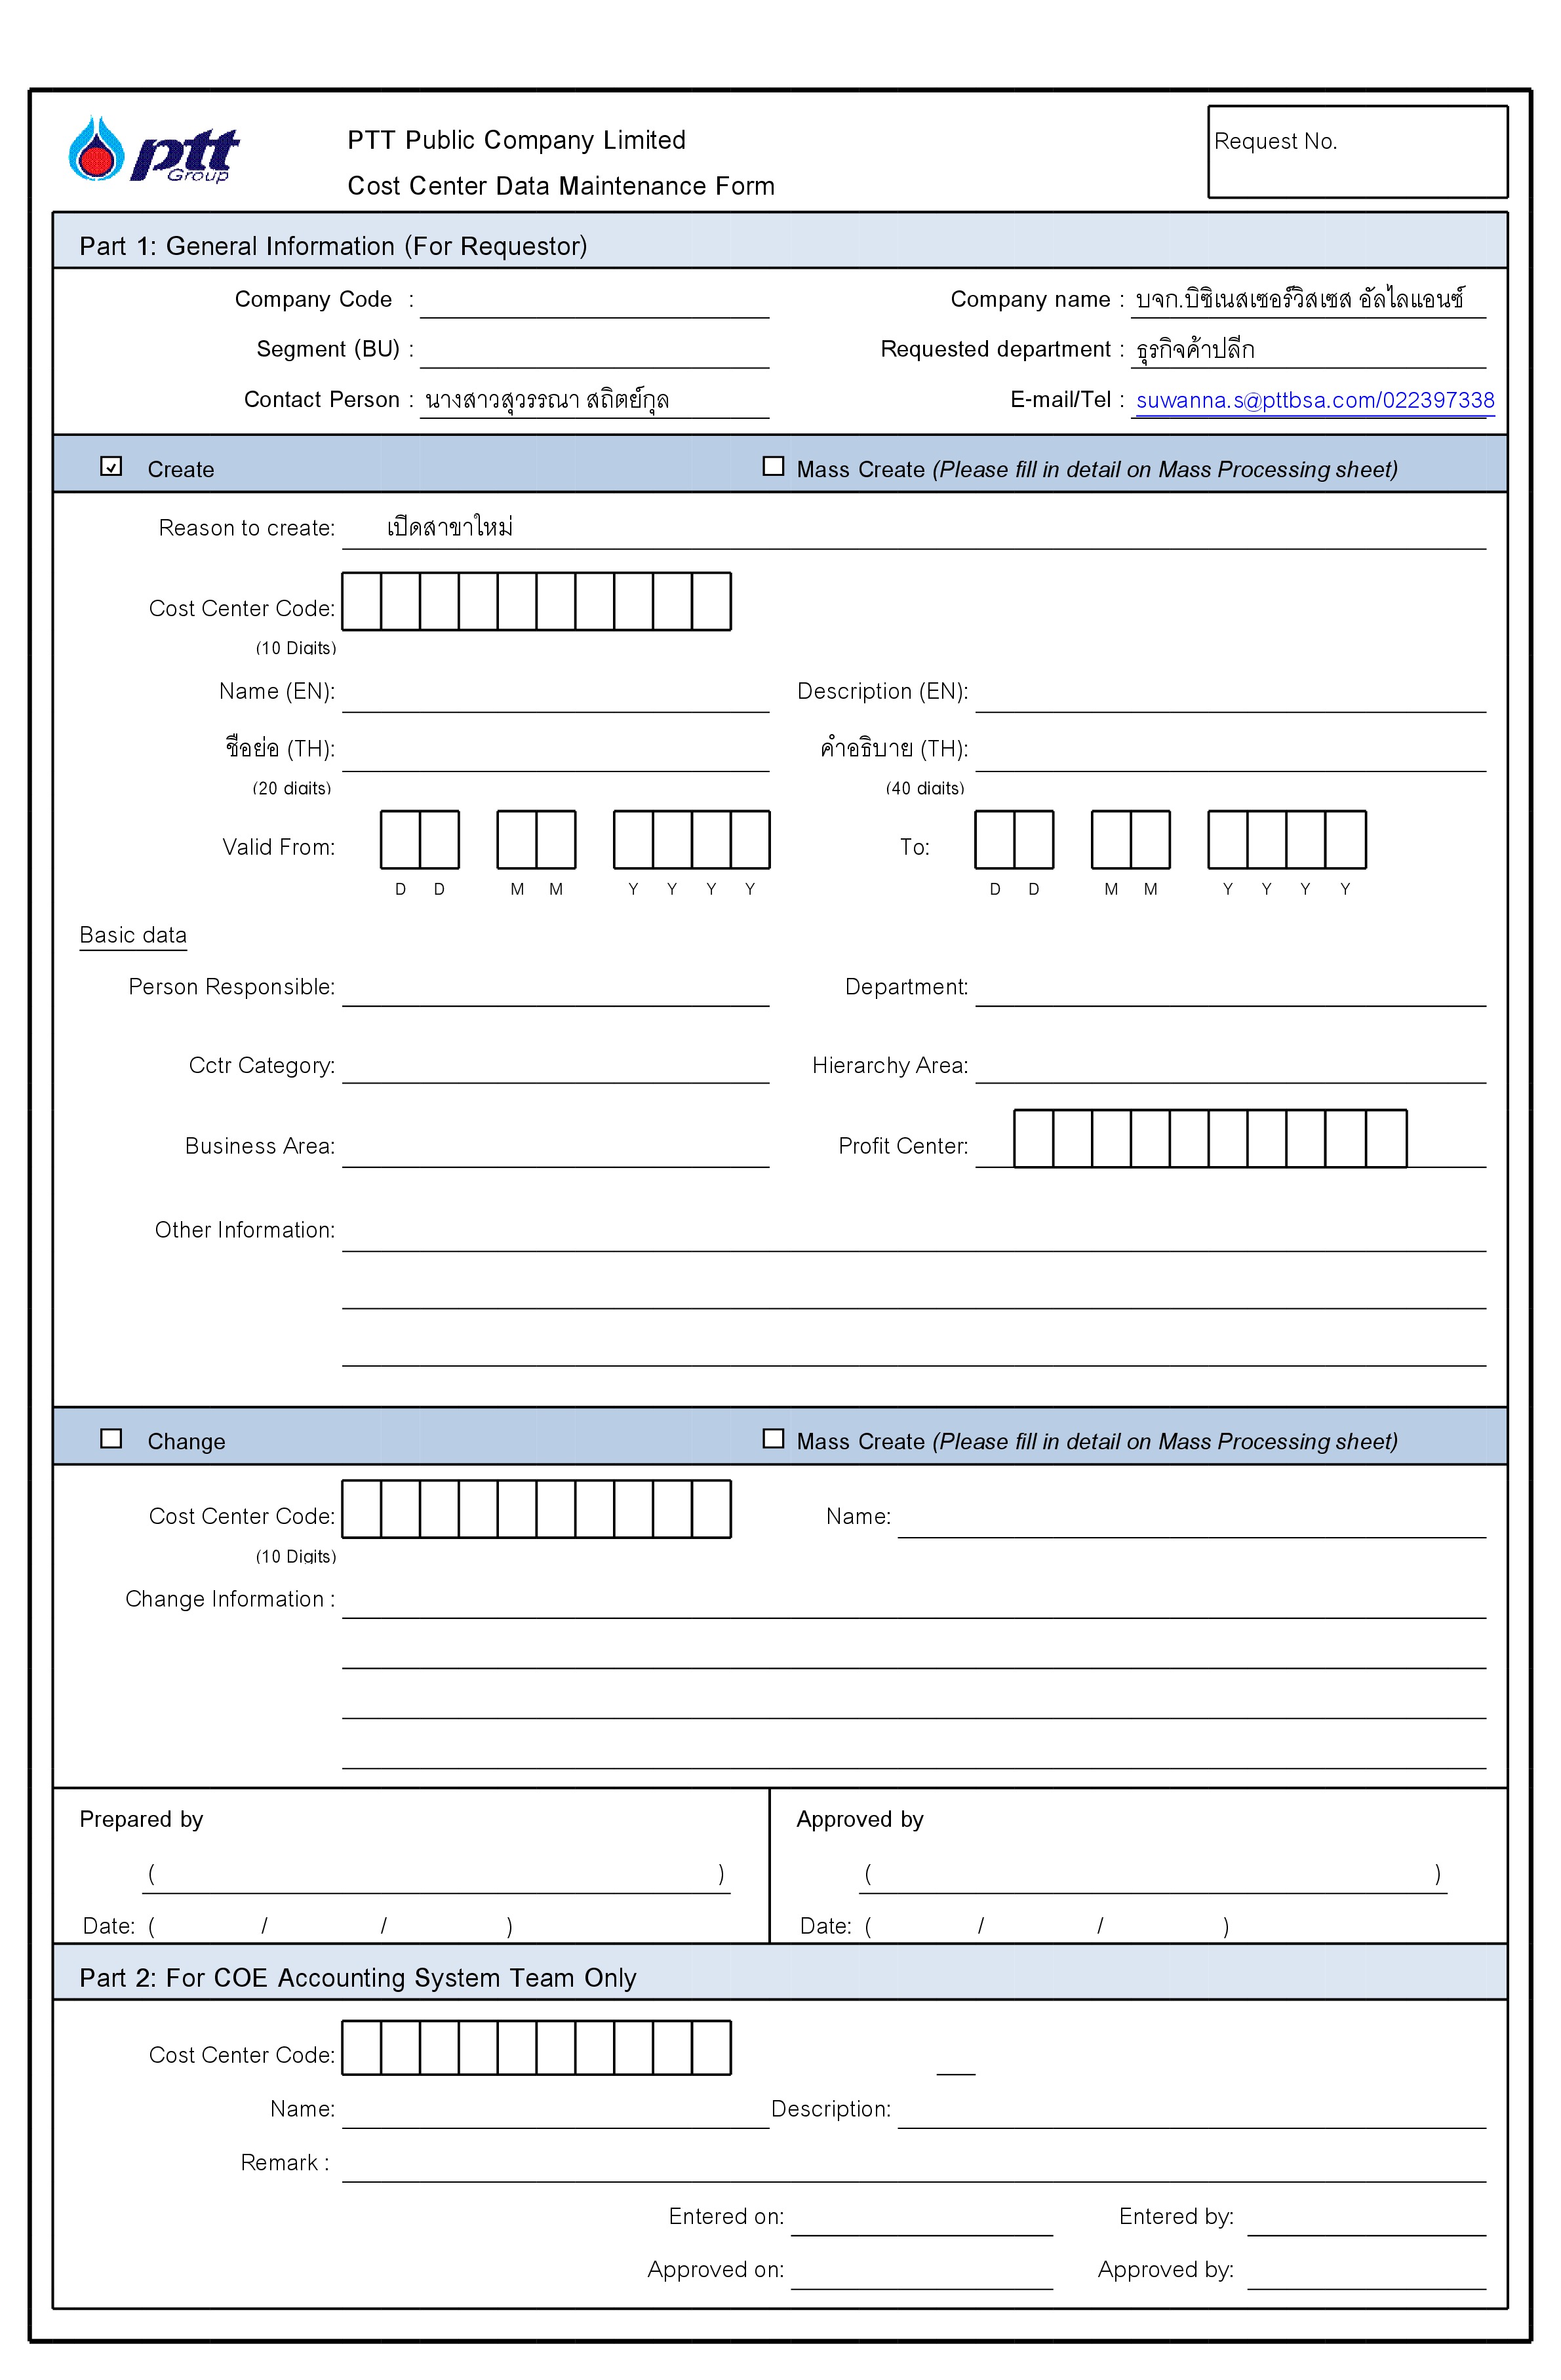 ptt
Group
PTT Public Company Limited
Request No.
Cost Center Data Maintenance Form
Part 1: General Information (For Requestor)
Company Code : Company name : บจก.บิซิเนสเซอร์วิสเซส อัลไลแอนซ์
Segment (BU) : Requested department : ธุรกิจค้าปลีก
Contact Person : นางสาวสุวรรณา สถิตย์กุล E-mail/Tel : suwanna.s@pttbsa.com/022397338
Create Mass Create (Please fill in detail on Mass Processing sheet)
Reason to create: เปิดสาขาใหม่
Cost Center Code:
(10 Digits)
Name (EN): Description (EN):
ชื่อย่อ (TH): คำอธิบาย (TH):
(20 digits) (40 digits)
Valid From: To:
D D M M Y Y Y Y D D M M Y Y Y Y
Basic data
Person Responsible: Department:
Cctr Category: Hierarchy Area:
Business Area: Profit Center:
Other Information:
Change Mass Create (Please fill in detail on Mass Processing sheet)
Cost Center Code: Name:
(10 Digits)
Change Information :
Prepared by Approved by
( ) ( )
Date: ( / / ) Date: ( / / )
Part 2: For COE Accounting System Team Only
Cost Center Code:
Name: Description:
Remark :
Entered on: Entered by:
Approved on: Approved by: